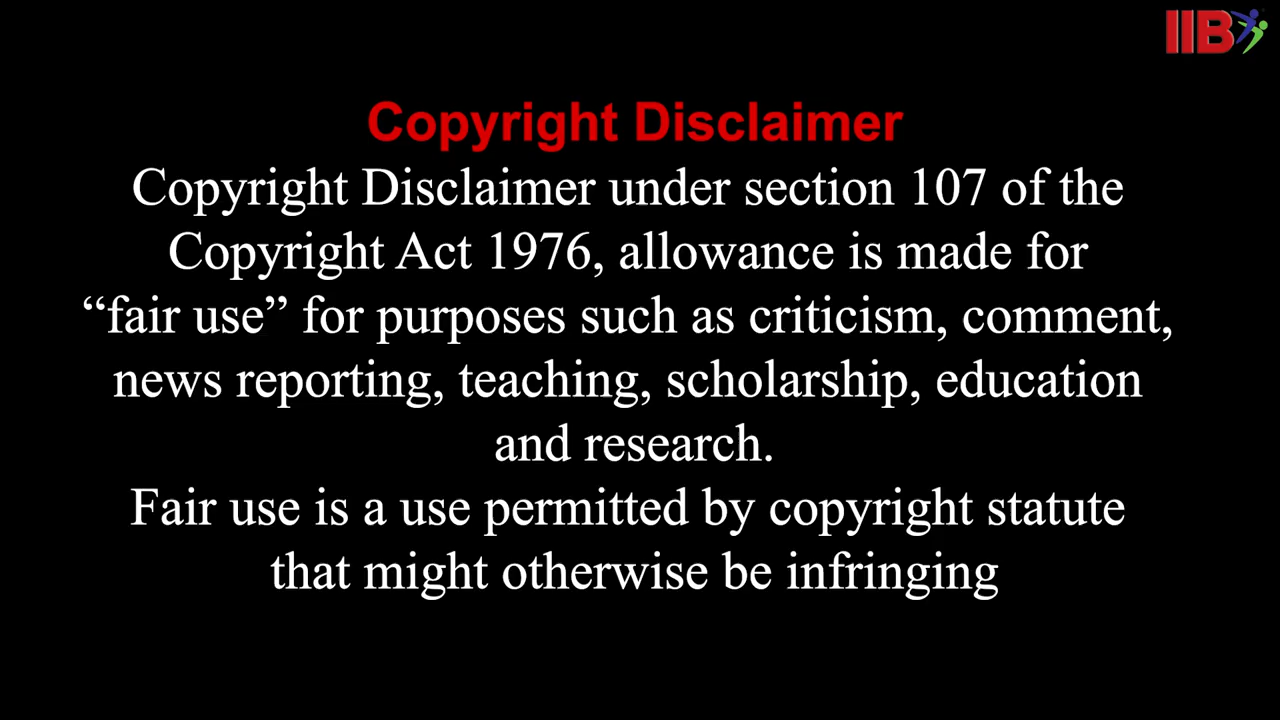 IIB
Copyright Disclaimer
Copyright Disclaimer under section 107 of the
Copyright Act 1976, allowance is made for
“fair use” for purposes such as criticism, comment,
news reporting, teaching, scholarship, education
and research.
Fair use is a use permitted by copyright statute
that might otherwise be infringing